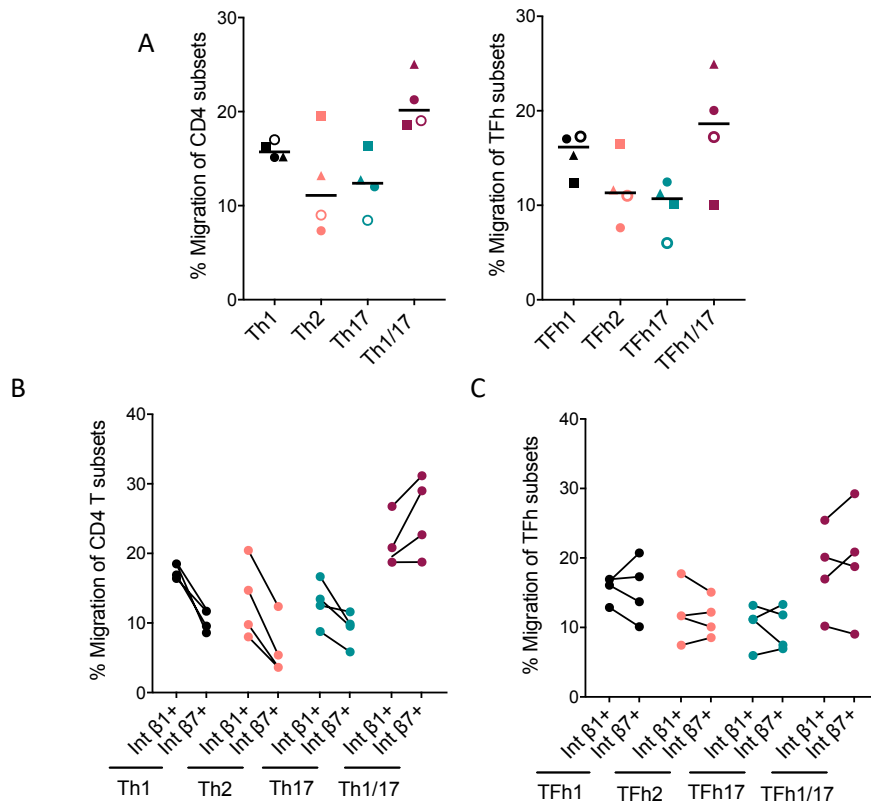 A
% Migration of CD4 subsets
30
20
10
0
Th1
Th2
Th17
Th1/17
% Migration of TFh subsets
30
20
10
0
TFh1
TFh2
TFh17
TFh1/17
B
% Migration of CD4 T subsets
40
30
20
10
0
Int β1+
Int β7+
Int β1+
Int β7+
Int β1+
Int β7+
Int β1+
Int β7+
Th1
Th2
Th17
Th1/17
C
% Migration of TFh subsets
40
30
20
10
0
Int β1+
Int β7+
Int β1+
Int β7+
Int β1+
Int β7+
Int β1+
Int β7+
TFh1
TFh2
TFh17
TFh1/17